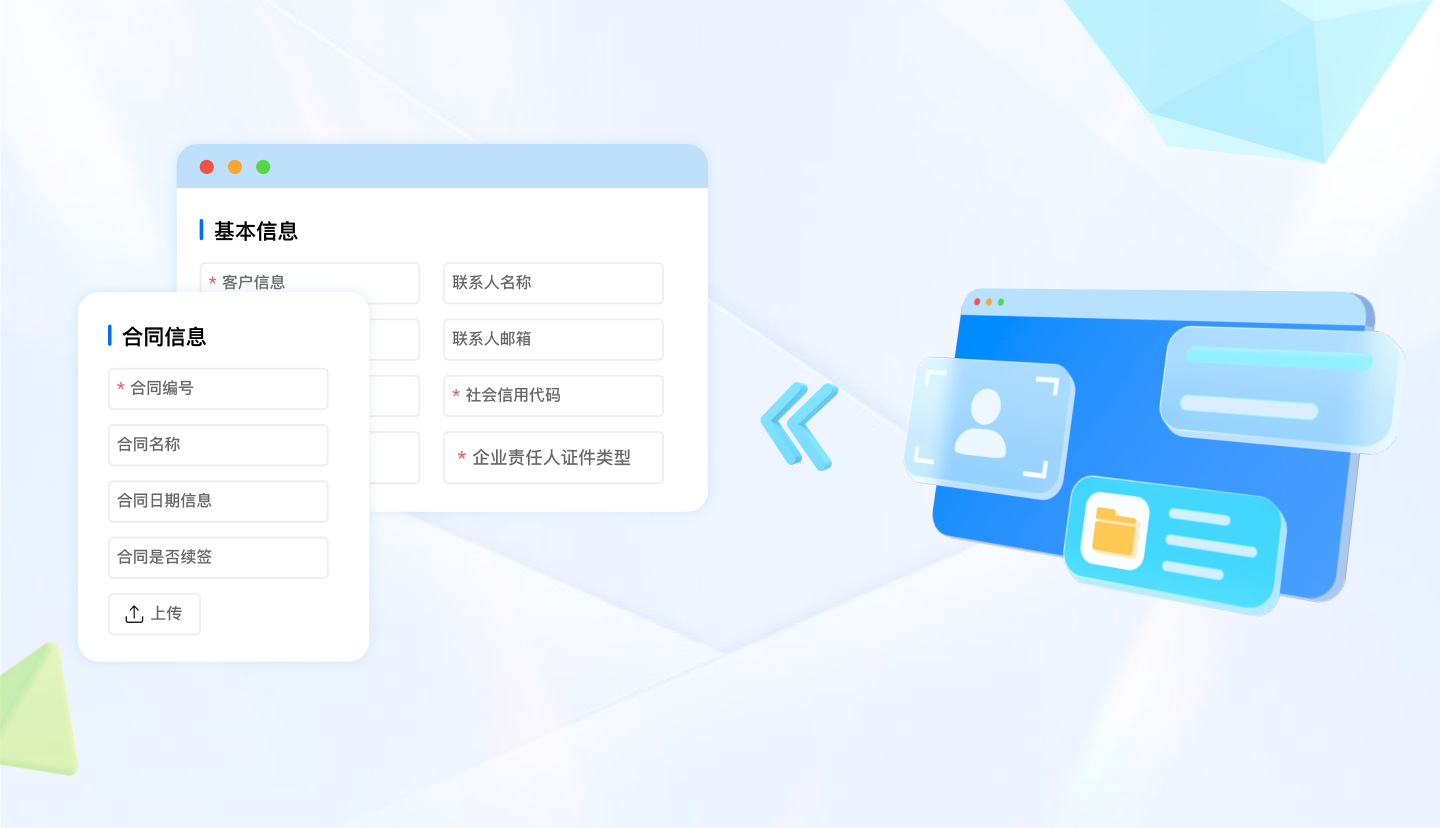 基本信息
* 客户信息
联系人名称
联系人邮箱
* 社会信用代码
* 企业责任人证件类型
合同信息
* 合同编号
合同名称
合同日期信息
合同是否续签
上传